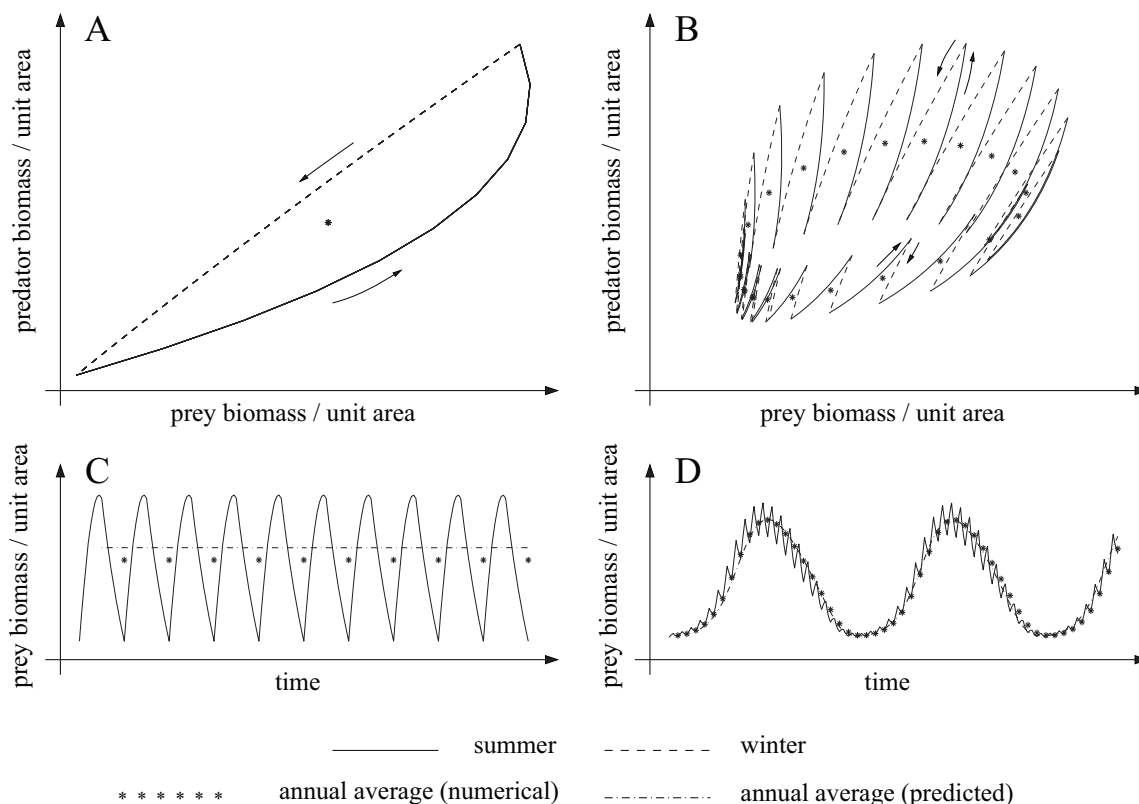 A
predator biomass / unit area
prey biomass / unit area
B
predator biomass / unit area
prey biomass / unit area
C
prey biomass / unit area
time
D
prey biomass / unit area
time
summer
winter
annual average (numerical)
annual average (predicted)